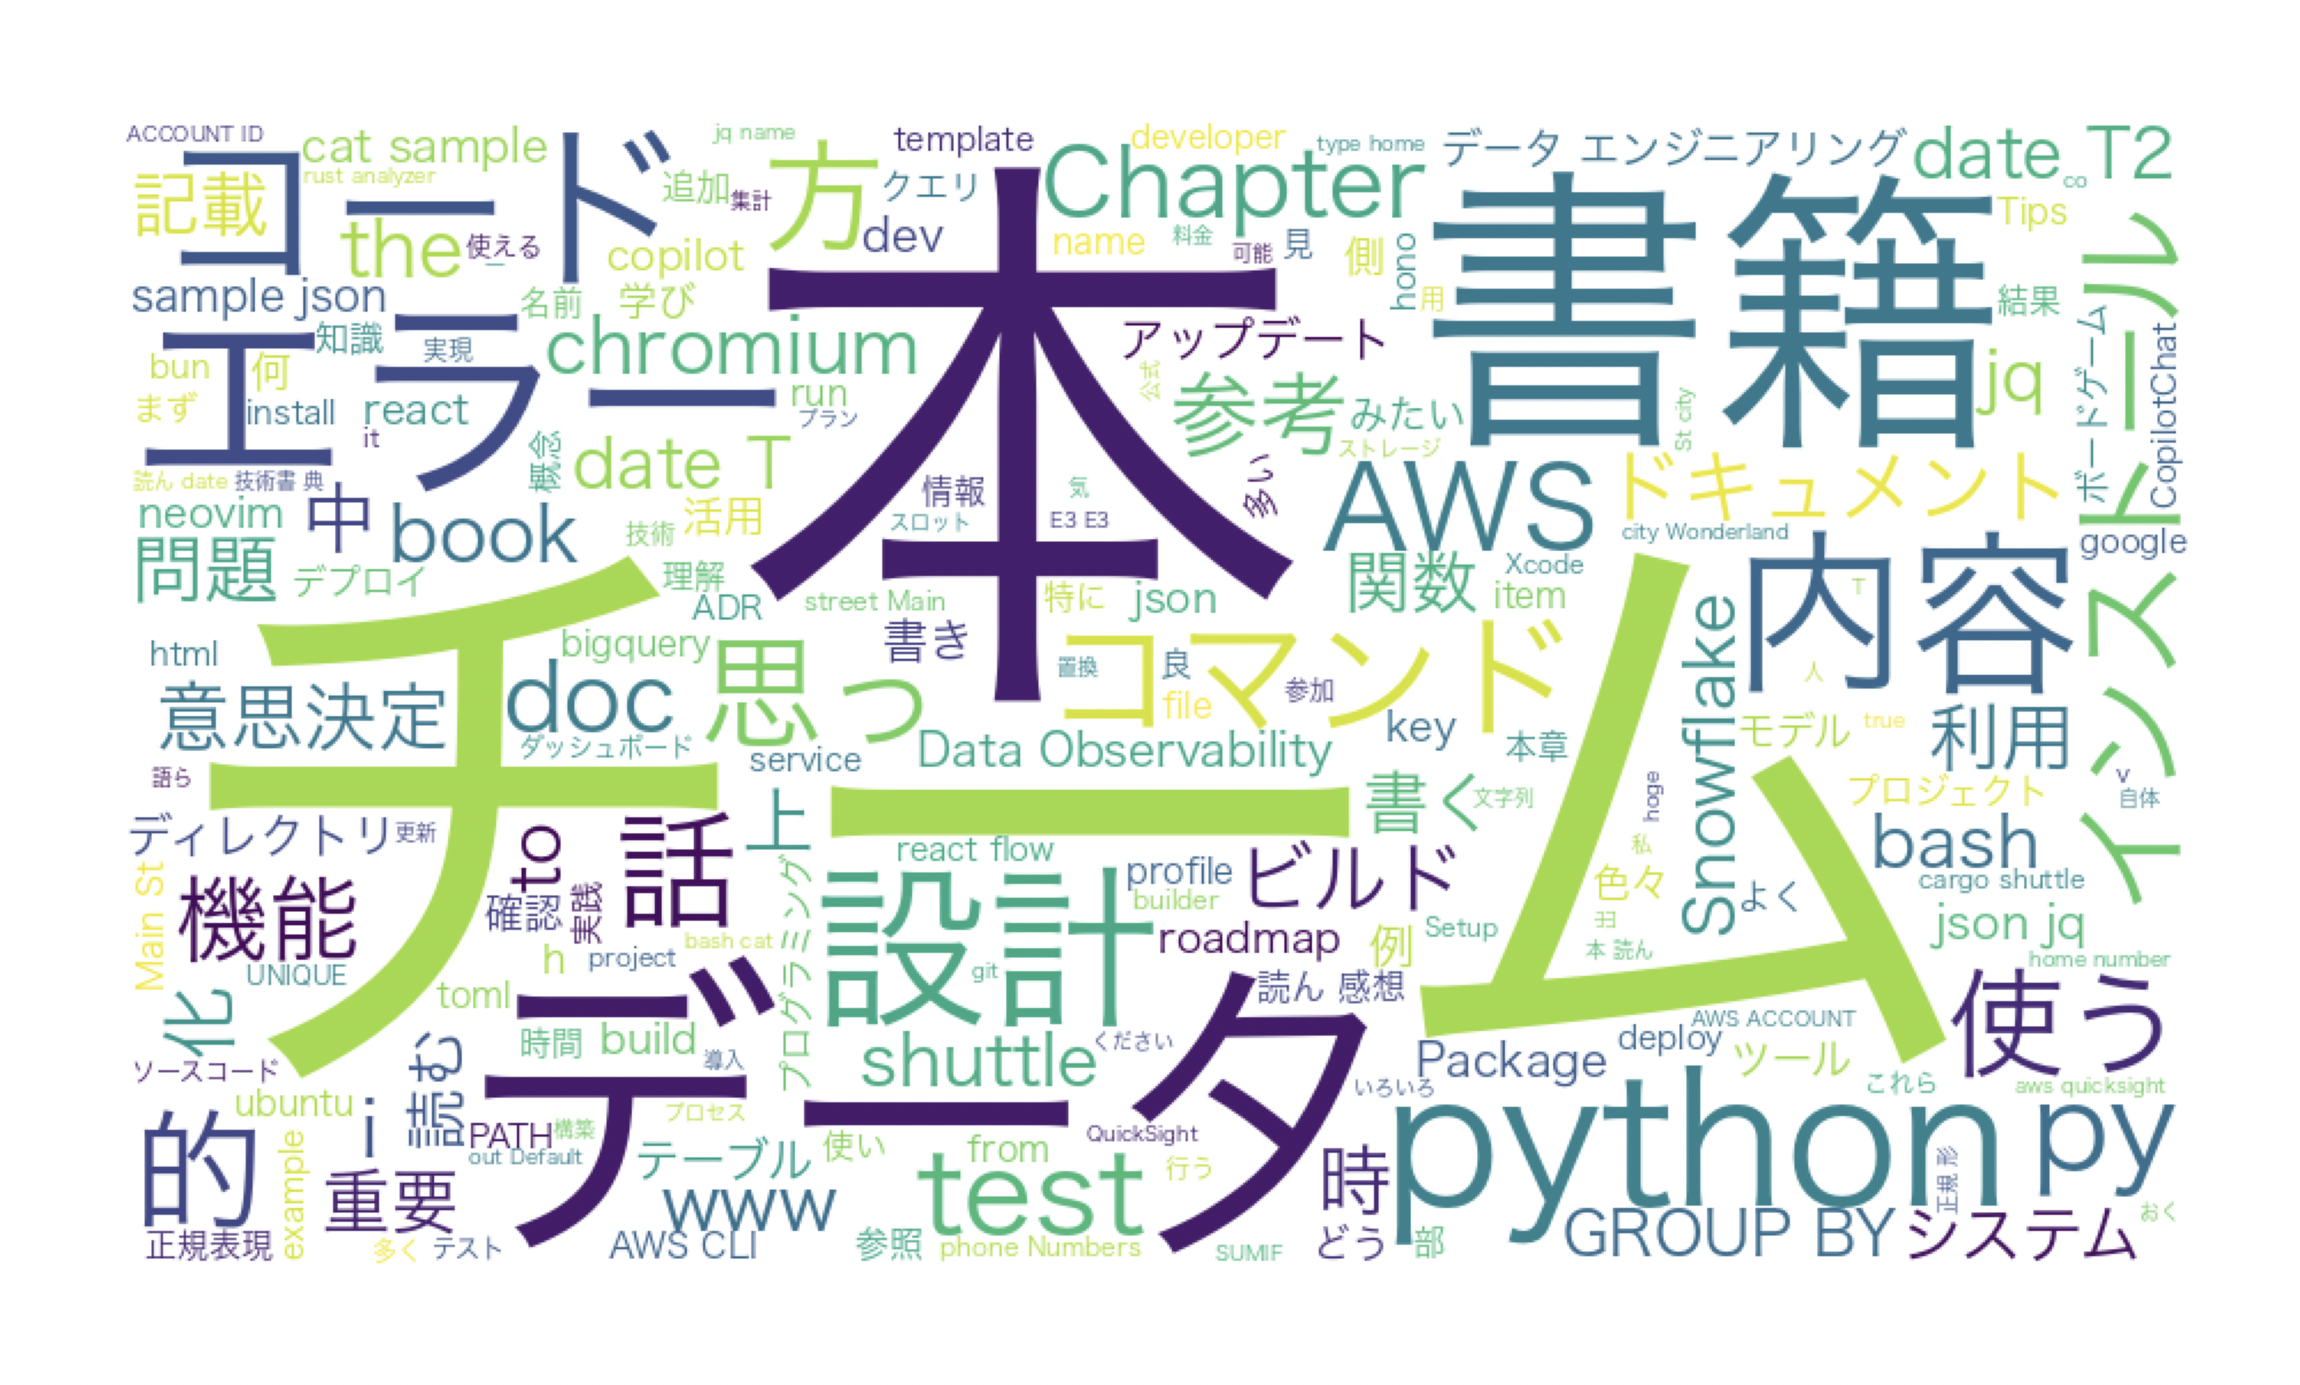 ACCOUNT ID
cat sample
rust analyzer
jq name
template
developer
type home
データ エンジニアリング
date T2
co
コード
記載
追加
集計
方
クエリ
Chapter
書籍
Tips
the
使える
copilot
dev
name
料金
可能
見
側
hono
用
結果
sample json
名前
学び
本
アップデート
ボードゲーム
CopilotChat
インストール
エラー
知識
実現
chromium
jq
bun
何
まず
install
react
it
run
プラン
公式
参考
みたい
ストレージ
St city
概念
date T
読ん date
技術書 典
AWS
ドキュメント
neovim
中
book
技術
活用
情報
スロット
気
E3 E3
多い
city Wonderland
google
問題
デプロイ
理解
ADR
street Main
特に
json
関数
Xcode
item
内容
T
チーム
html
bigquery
書き
コマンド
良
置換
参加
file
Snowflake
人
意思決定
doc
思っ
ダッシュボード
service
Data Observability
key
本章
モデル
true
利用
語ら
上
書く
文字列
hoge
プロジェクト
v
自体
ディレクトリ
更新
to
話
react flow
profile
ビルド
私
色々
よく
bash
cargo shuttle
Main St
機能
確認
実践
プログラミング
設計
builder
roadmap
例
Setup
本 読ん
json jq
home number
UNIQUE
h
bash cat
project
git
読ん 感想
化
toml
データ
時間
build
導入
shuttle
ください
Package
deploy
AWS ACCOUNT
ツール
使う
ソースコード
読む
ubuntu
i
いろいろ
これら
aws quicksight
的
example
PATH
構築
out Default
プロセス
テーブル
使い
from
QuickSight
行う
時
python
py
正規 形
重要
www
test
GROUP BY
システム
おく
正規表現
多く
テスト
AWS CLI
参照
phone Numbers
SUMIF
どう
部